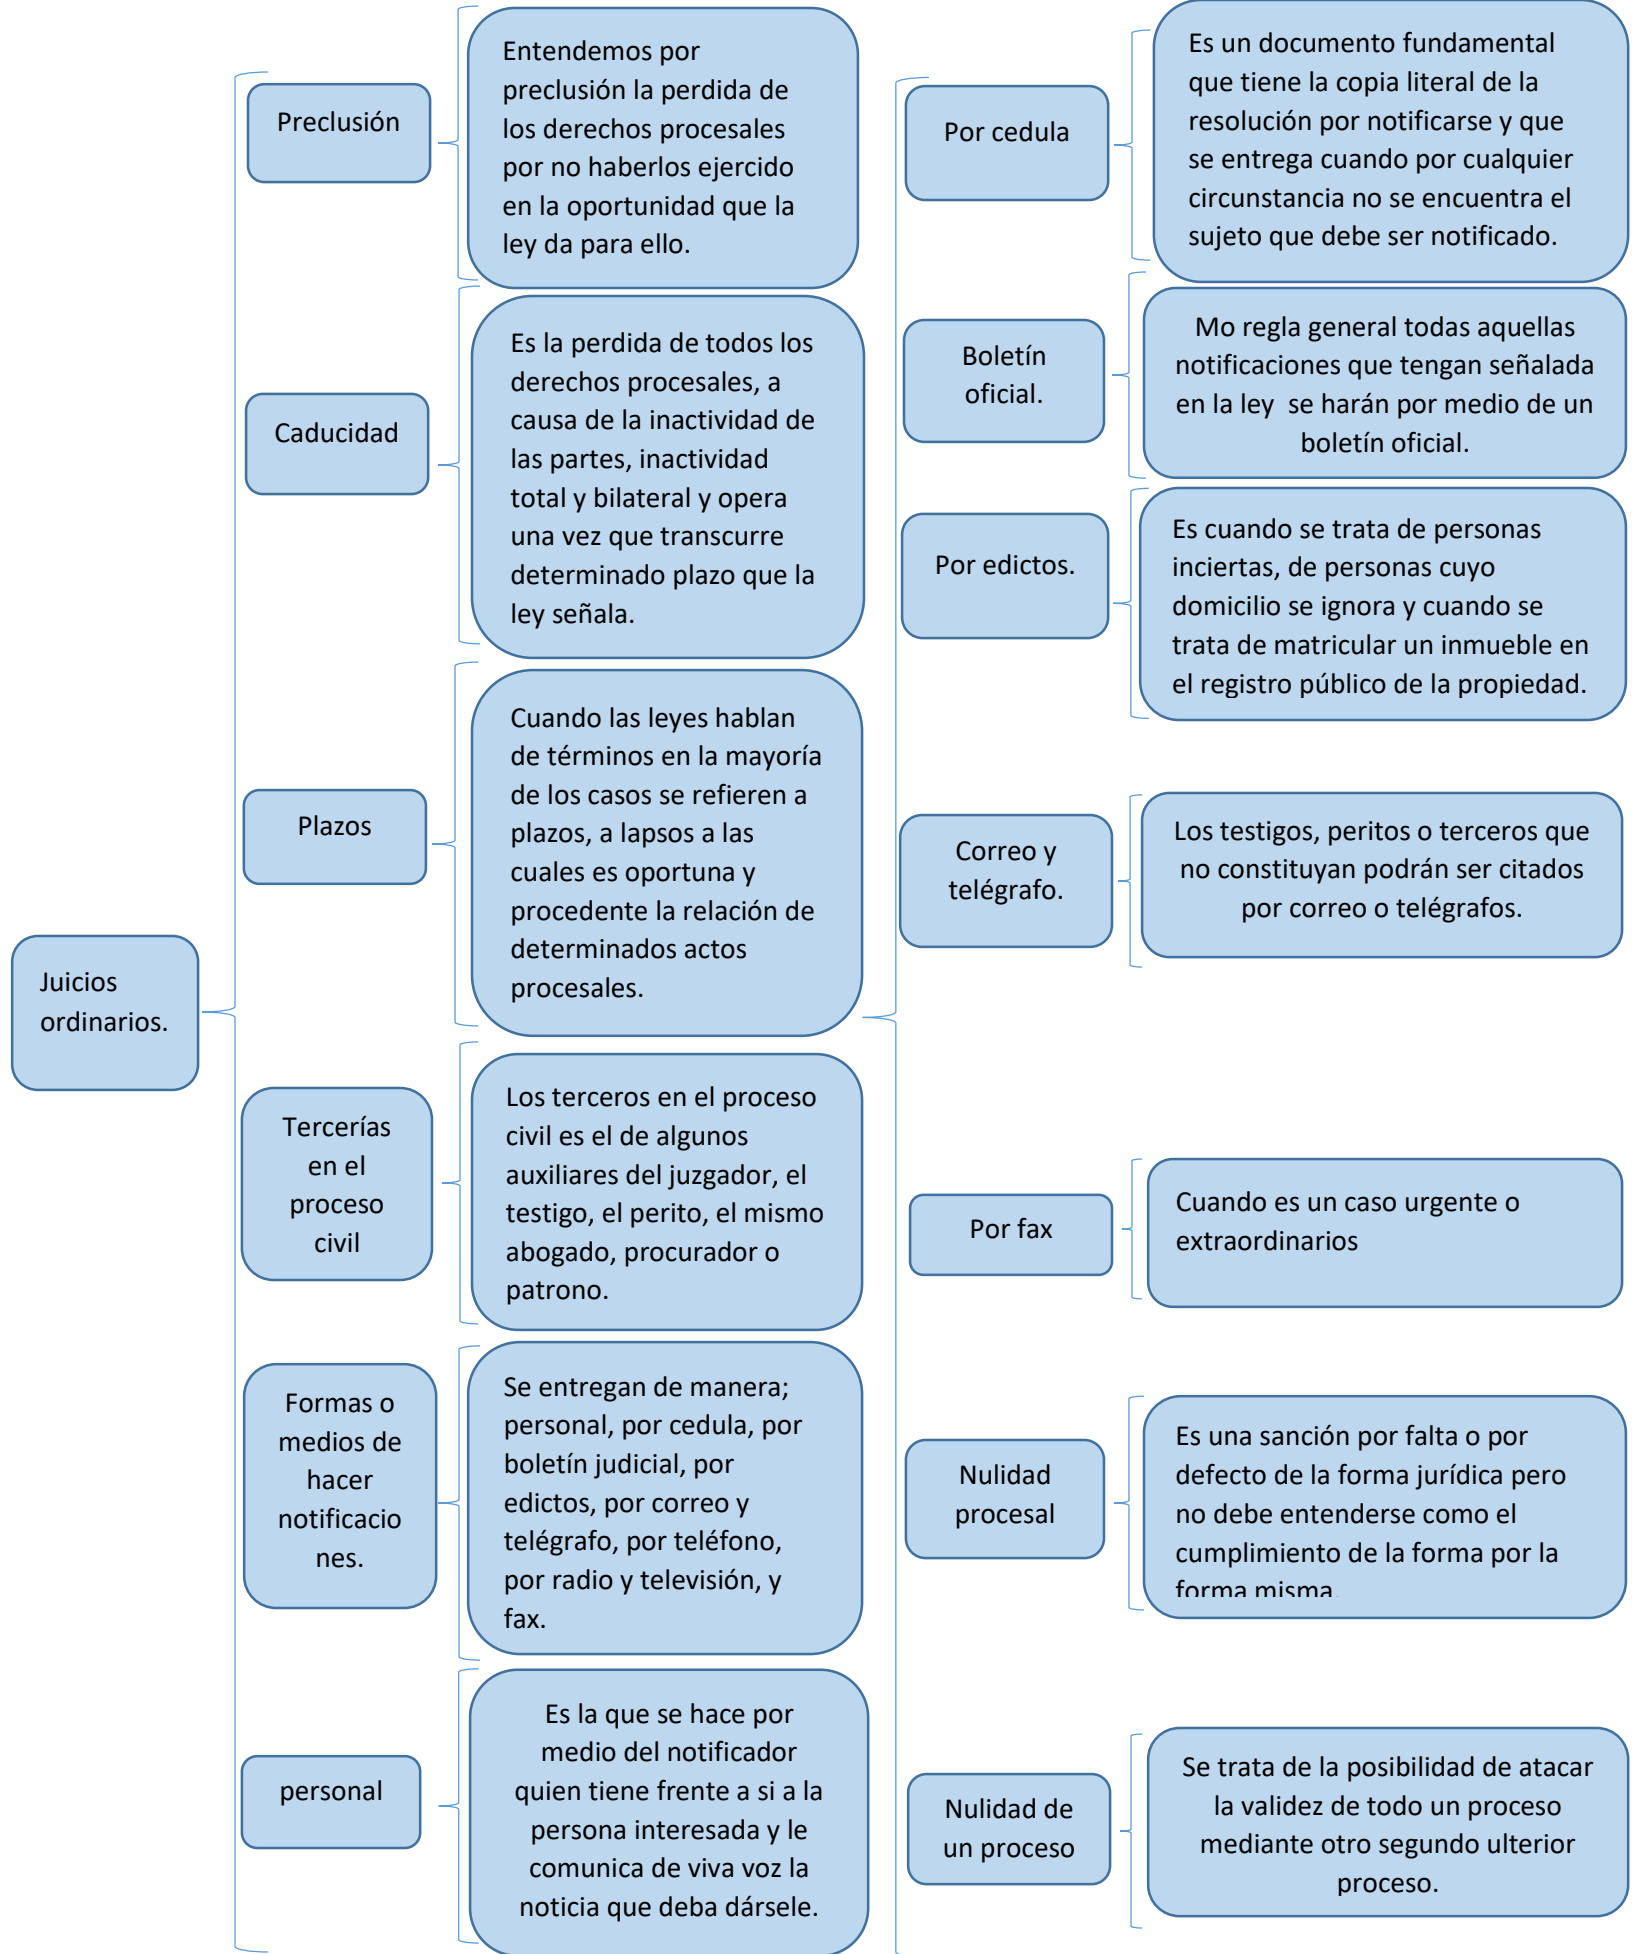 Juicios
ordinarios.
Preclusión
Entendemos por
preclusión la perdida de
los derechos procesales
por no haberlos ejercido
en la oportunidad que la
ley da para ello.
Caducidad
Es la perdida de todos los
derechos procesales, a
causa de la inactividad de
las partes, inactividad
total y bilateral y opera
una vez que transcurre
determinado plazo que la
ley señala.
Plazos
Cuando las leyes hablan
de términos en la mayoría
de los casos se refieren a
plazos, a lapsos a las
cuales es oportuna y
procedente la relación de
determinados actos
procesales.
Tercerías
en el
proceso
civil
Los terceros en el proceso
civil es el de algunos
auxiliares del juzgador, el
testigo, el perito, el mismo
abogado, procurador o
patrono.
Formas o
medios de
hacer
notificacio
nes.
Se entregan de manera;
personal, por cedula, por
boletín judicial, por
edictos, por correo y
telégrafo, por teléfono,
por radio y televisión, y
fax.
personal
Es la que se hace por
medio del notificador
quien tiene frente a si a la
persona interesada y le
comunica de viva voz la
noticia que deba dársele.
Por cedula
Es un documento fundamental
que tiene la copia literal de la
resolución por notificarse y que
se entrega cuando por cualquier
circunstancia no se encuentra el
sujeto que debe ser notificado.
Boletín
oficial.
Mo regla general todas aquellas
notificaciones que tengan señalada
en la ley  se harán por medio de un
boletín oficial.
Por edictos.
Es cuando se trata de personas
inciertas, de personas cuyo
domicilio se ignora y cuando se
trata de matricular un inmueble en
el registro público de la propiedad.
Correo y
telégrafo.
Los testigos, peritos o terceros que
no constituyan podrán ser citados
por correo o telégrafos.
Por fax
Cuando es un caso urgente o
extraordinarios
Nulidad
procesal
Es una sanción por falta o por
defecto de la forma jurídica pero
no debe entenderse como el
cumplimiento de la forma por la
forma misma.
Nulidad de
un proceso
Se trata de la posibilidad de atacar
la validez de todo un proceso
mediante otro segundo ulterior
proceso.